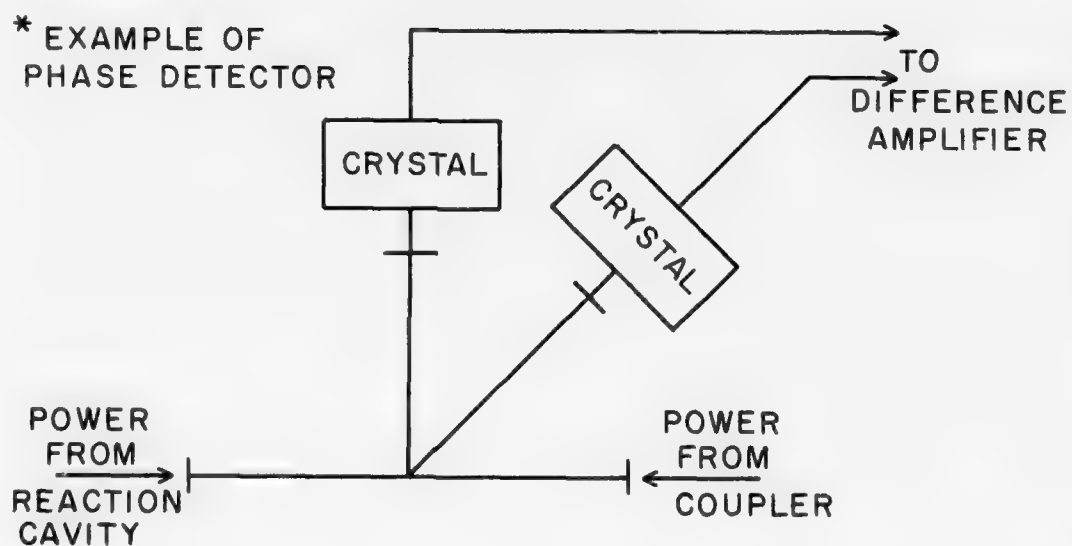 * EXAMPLE OF
PHASE DETECTOR
TO
DIFFERENCE
AMPLIFIER
CRYSTAL
CRYSTAL
POWER
FROM
REACTION
CAVITY
POWER
FROM
COUPLER